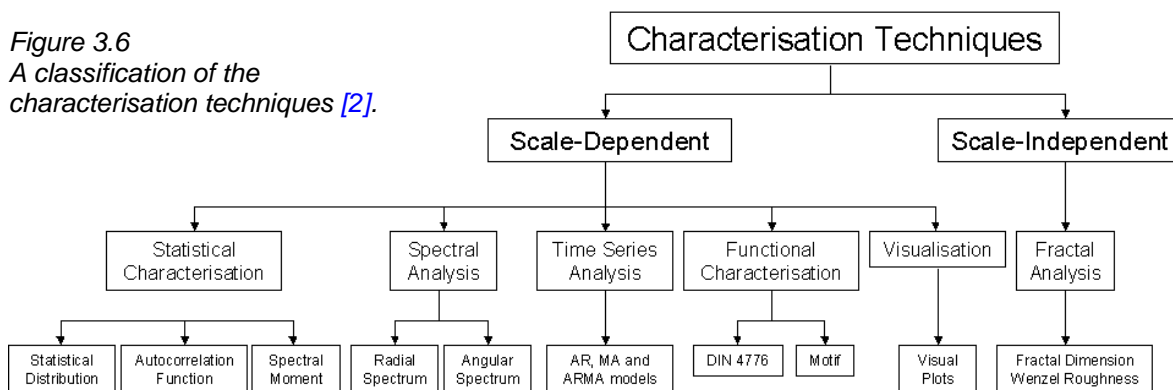 Figure 3.6
A classification of the
characterisation techniques [2].
Characterisation Techniques
Scale-Dependent
Scale-Independent
Statistical
Characterisation
Spectral
Analysis
Time Series
Analysis
Functional
Characterisation
Visualisation
Fractal
Analysis
Statistical
Distribution
Autocorrelation
Function
Spectral
Moment
Radial
Spectrum
Angular
Spectrum
AR, MA and
ARMA models
DIN 4776
Motif
Visual
Plots
Fractal Dimension
Wenzel Roughness